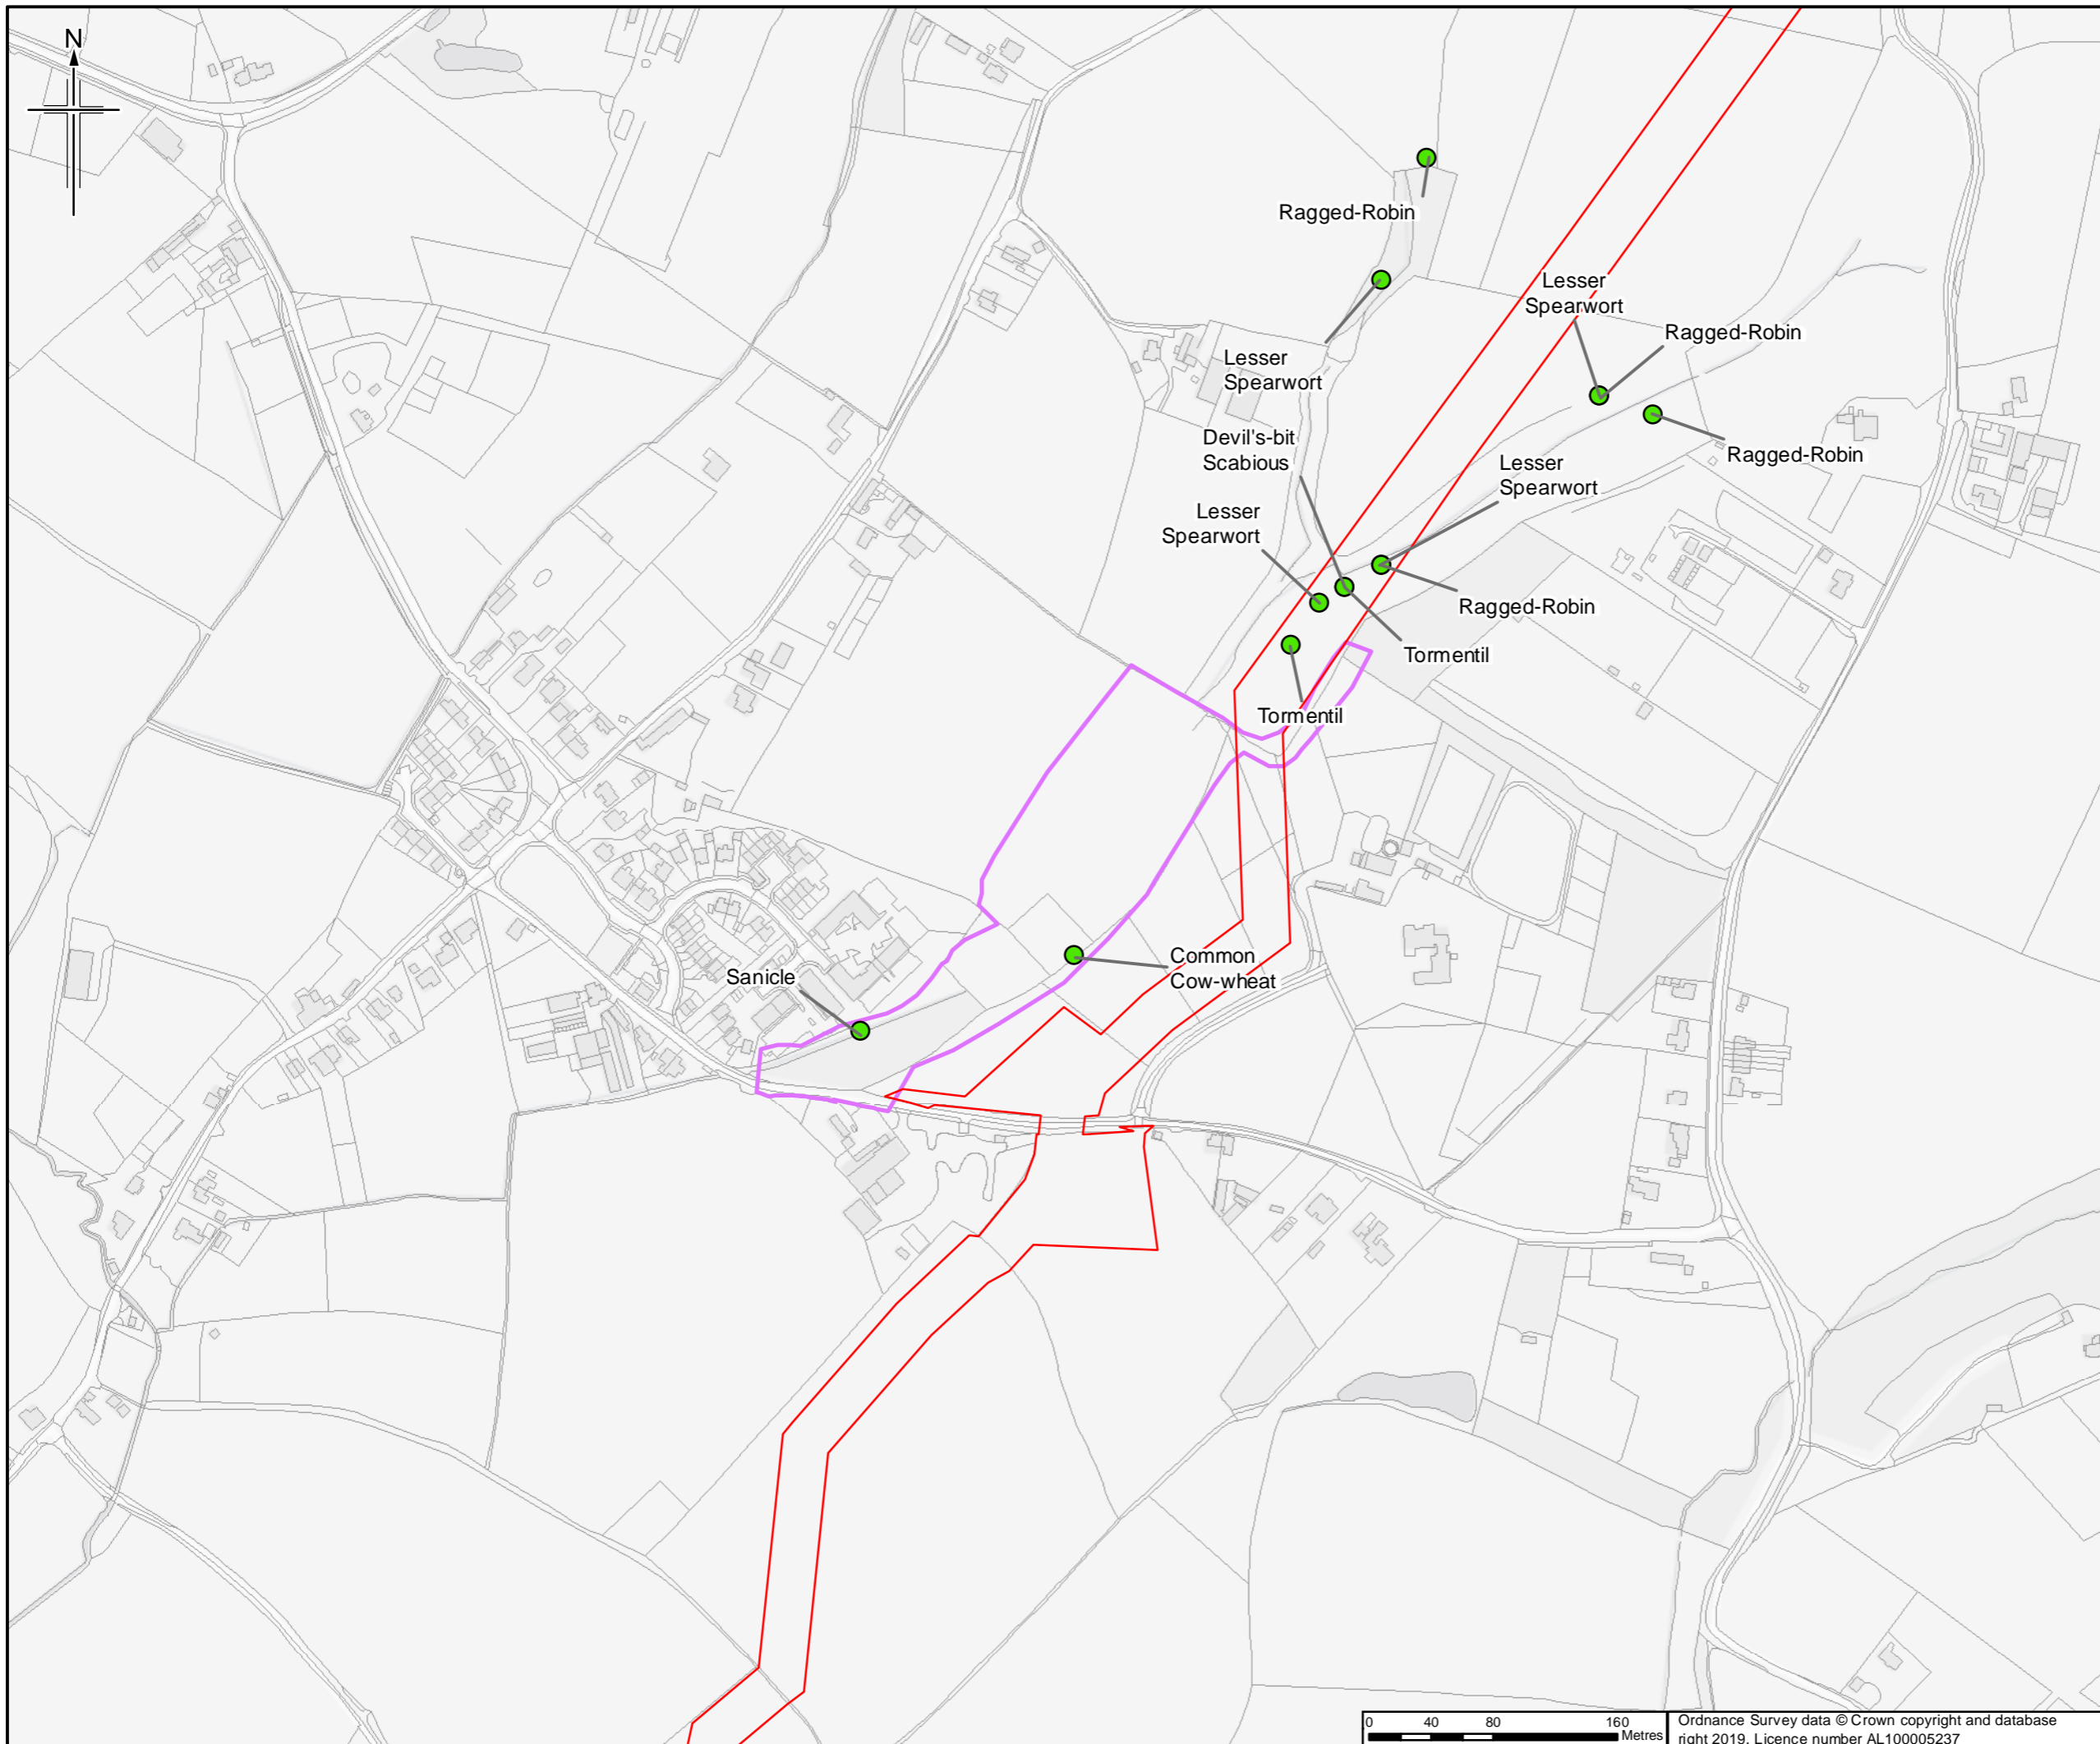 N
Ragged-Robin
Lesser
Spearwort
Ragged-Robin
Lesser
Spearwort
Devil's-bit
Scabious
Ragged-Robin
Lesser
Spearwort
Lesser
Spearwort
Ragged-Robin
Tormentil
Tormentil
Common
Cow-wheat
Sanicle
0 40 80 160
Metres
Ordnance Survey data © Crown copyright and database
right 2019. Licence number AL100005237